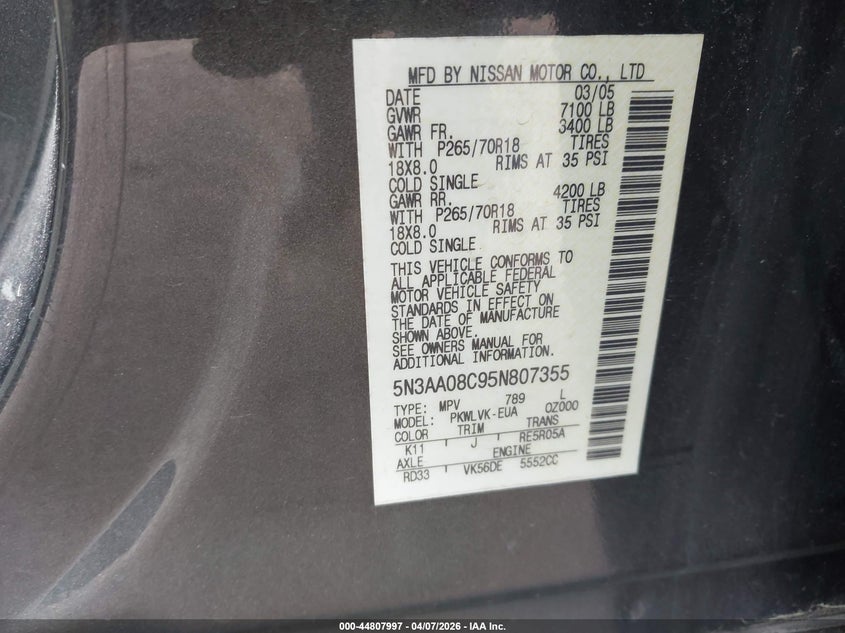 MFD BY NISSAN MOTOR CO., LTD
DATE 03/05
GVWR 7100 LB
GAWR FR. 3400 LB
WITH P265/70R18 TIRES
18X8.0 RIMS AT 35 PSI
COLD SINGLE
GAWR RR. 4200 LB
WITH P265/70R18 TIRES
18X8.0 RIMS AT 35 PSI
COLD SINGLE
THIS VEHICLE CONFORMS TO
ALL APPLICABLE FEDERAL
MOTOR VEHICLE SAFETY
STANDARDS IN EFFECT ON
THE DATE OF MANUFACTURE
SHOWN ABOVE.
SEE OWNERS MANUAL FOR
ADDITIONAL INFORMATION.
5N3AA08C95N807355
TYPE: MPV 789 L
MODEL: PKWLVK-EUA OZ000
COLOR TRIM TRANS
K11 J RE5R05A
AXLE ENGINE
RD33 VK56DE 5552CC
000-44807997 - 04/07/2026 - IAA Inc.